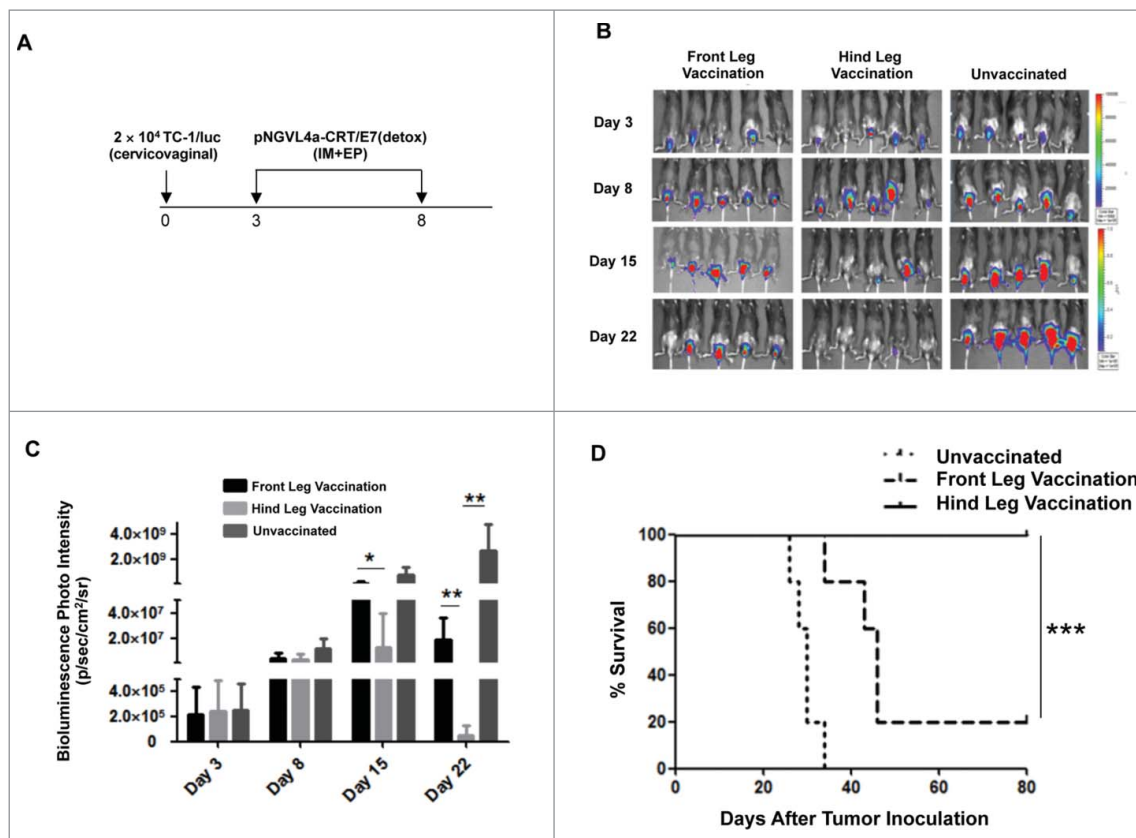 A
2 × 10⁴ TC-1/luc
(cervicovaginal)
pNGVL4a-CRT/E7(detox)
(IM+EP)
0
3
8
B
Front Leg
Vaccination
Hind Leg
Vaccination
Unvaccinated
Day 3
Day 8
Day 15
Day 22
C
Front Leg Vaccination
Hind Leg Vaccination
Unvaccinated
Bioluminescence Photo Intensity
(p/sec/cm²/sr)
4.0×10⁹
2.0×10⁹
4.0×10⁷
2.0×10⁷
4.0×10⁵
2.0×10⁵
0
*
**
**
Day 3
Day 8
Day 15
Day 22
D
Unvaccinated
Front Leg Vaccination
Hind Leg Vaccination
% Survival
100
80
60
40
20
0
***
0
20
40
60
80
Days After Tumor Inoculation